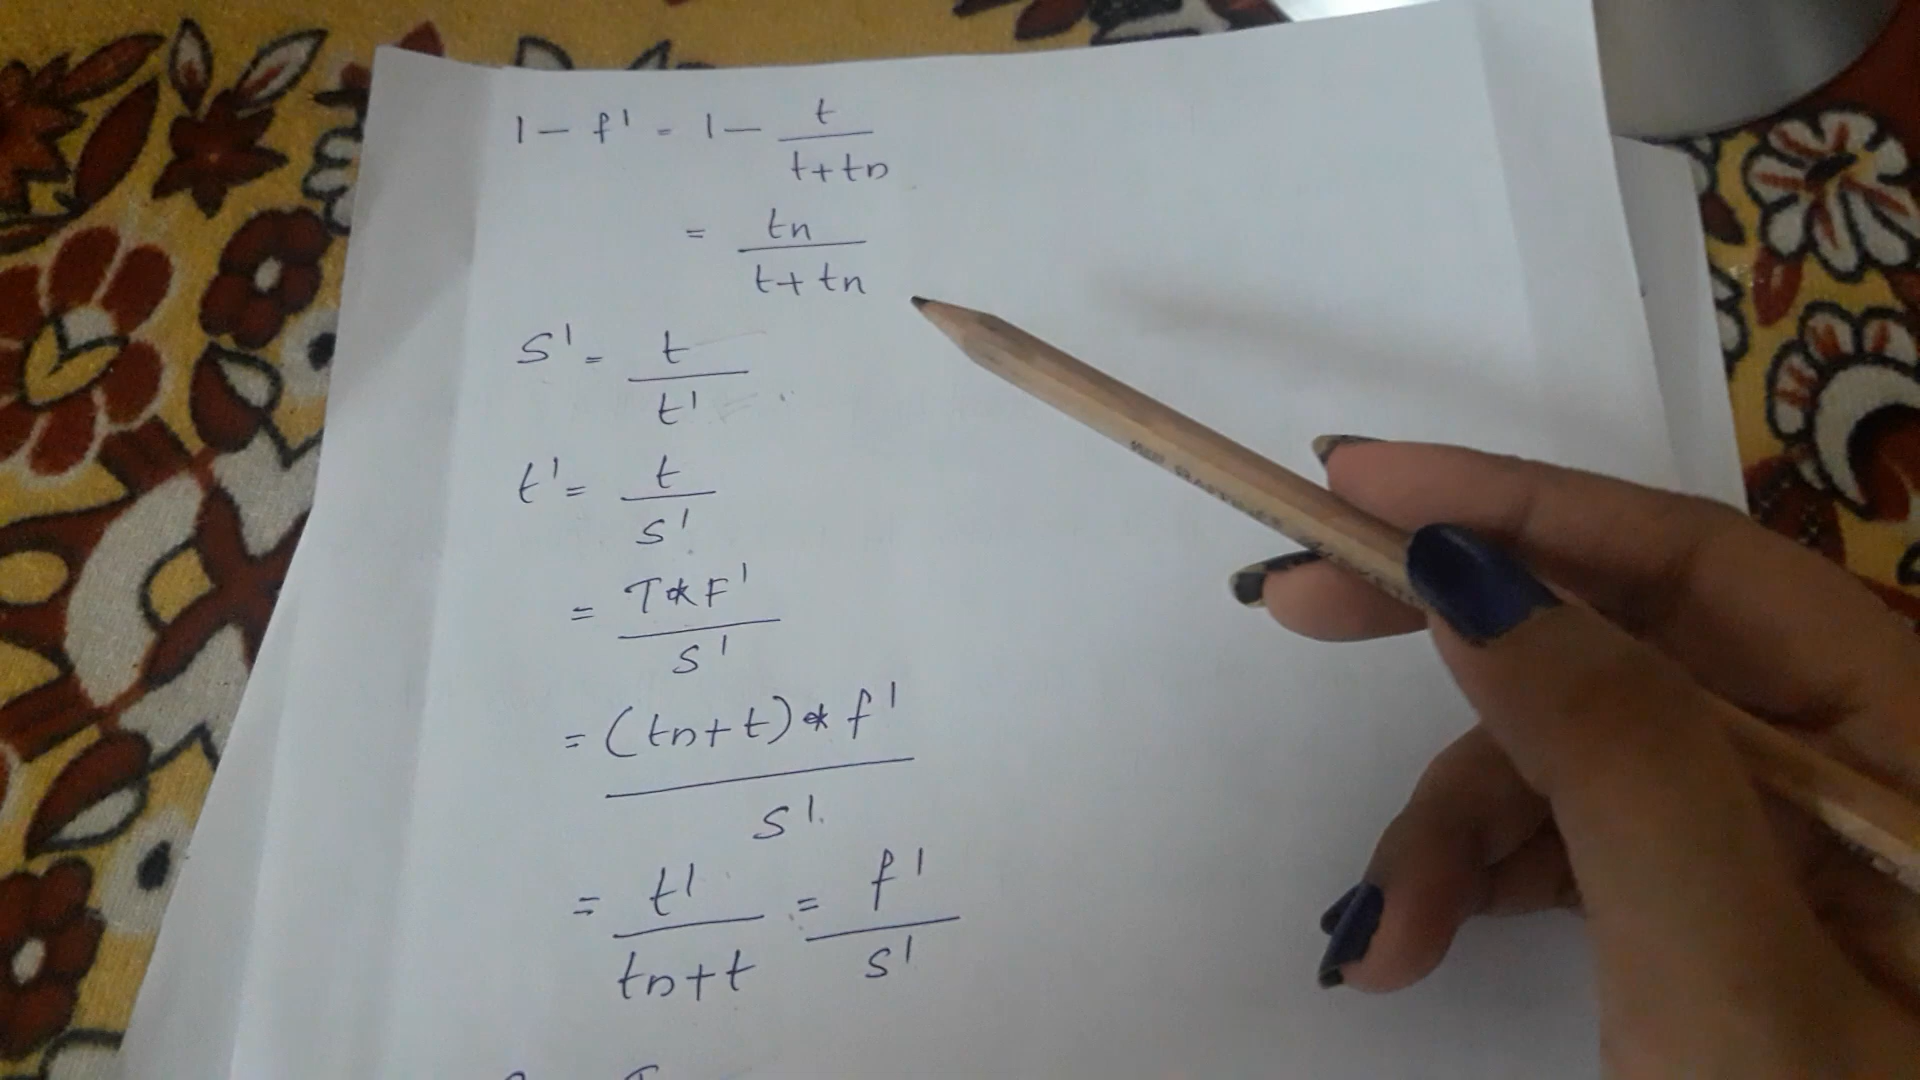 1 - f' = 1 - t / t+tn
= tn / t+tn
s' = t / t'
t' = t / s'
= T*F' / s'
= (tn+t)*f' / s'
= t' / tn+t = f' / s'